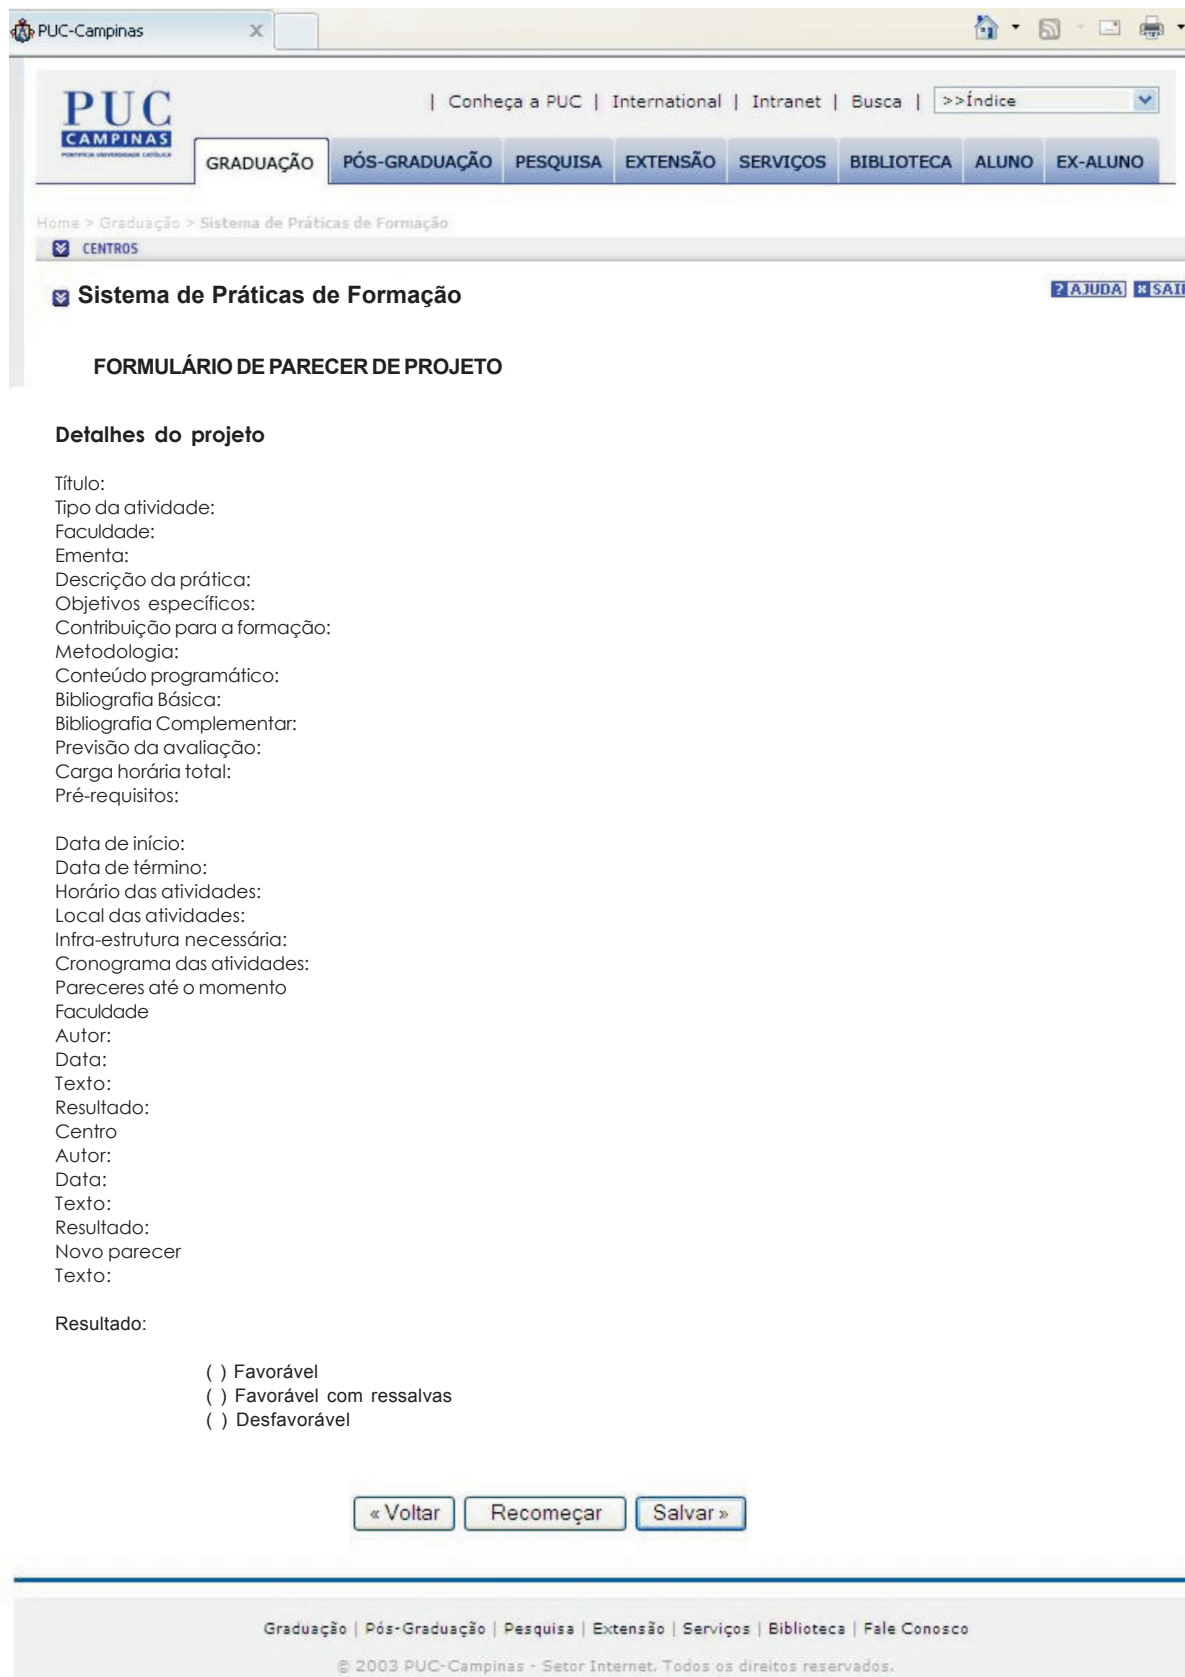 PUC-Campinas
PUC
CAMPINAS
PONTIFÍCIA UNIVERSIDADE CATÓLICA
| Conheça a PUC | International | Intranet | Busca | >>Índice
GRADUAÇÃO PÓS-GRADUAÇÃO PESQUISA EXTENSÃO SERVIÇOS BIBLIOTECA ALUNO EX-ALUNO
Home > Graduação > Sistema de Práticas de Formação
CENTROS
Sistema de Práticas de Formação
? AJUDA
FORMULÁRIO DE PARECER DE PROJETO
Detalhes do projeto
Título:
Tipo da atividade:
Faculdade:
Ementa:
Descrição da prática:
Objetivos específicos:
Contribuição para a formação:
Metodologia:
Conteúdo programático:
Bibliografia Básica:
Bibliografia Complementar:
Previsão da avaliação:
Carga horária total:
Pré-requisitos:
Data de início:
Data de término:
Horário das atividades:
Local das atividades:
Infra-estrutura necessária:
Cronograma das atividades:
Pareceres até o momento
Faculdade
Autor:
Data:
Texto:
Resultado:
Centro
Autor:
Data:
Texto:
Resultado:
Novo parecer
Texto:
Resultado:
( ) Favorável
( ) Favorável com ressalvas
( ) Desfavorável
« Voltar Recomeçar Salvar »
Graduação | Pós-Graduação | Pesquisa | Extensão | Serviços | Biblioteca | Fale Conosco
© 2003 PUC-Campinas - Setor Internet. Todos os direitos reservados.